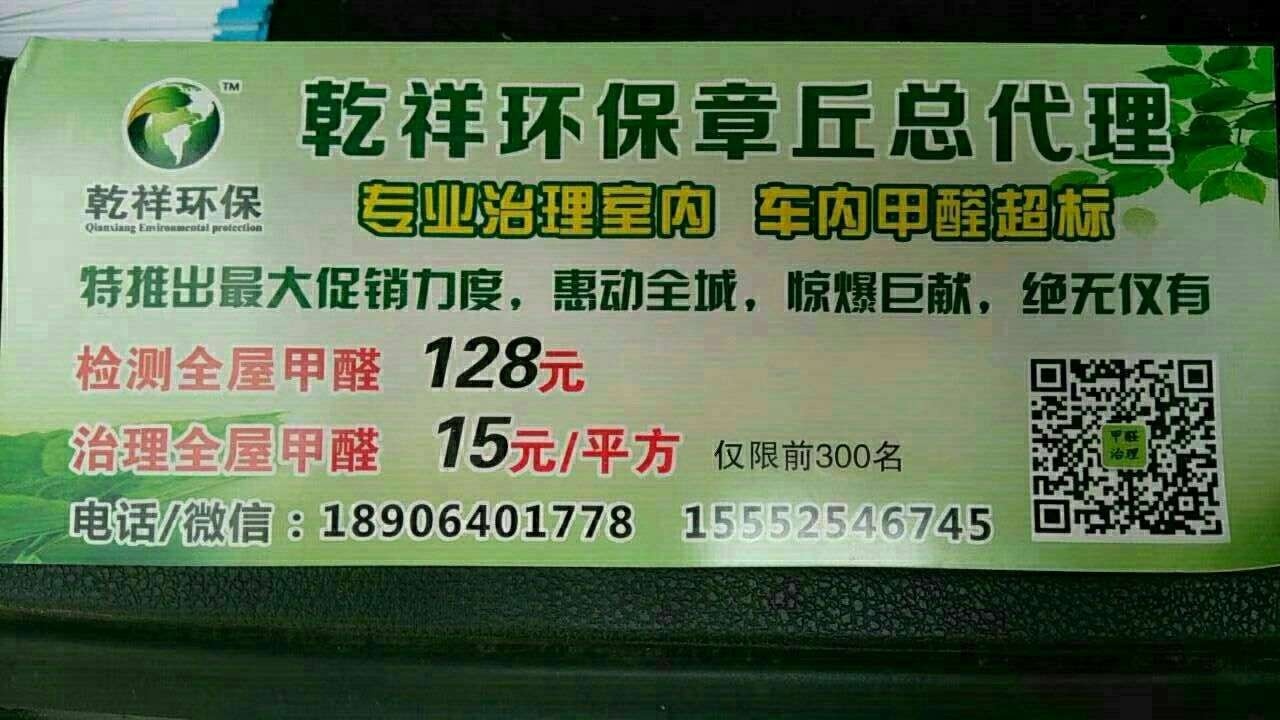 TM
乾祥环保章丘总代理
乾祥环保
Qianxiang Environmental protection
专业治理室内 车内甲醛超标
特推出最大促销力度，惠动全城，惊爆巨献，绝无仅有
检测全屋甲醛 128元
治理全屋甲醛 15元/平方 仅限前300名
甲醛
治理
电话/微信：18906401778 15552546745